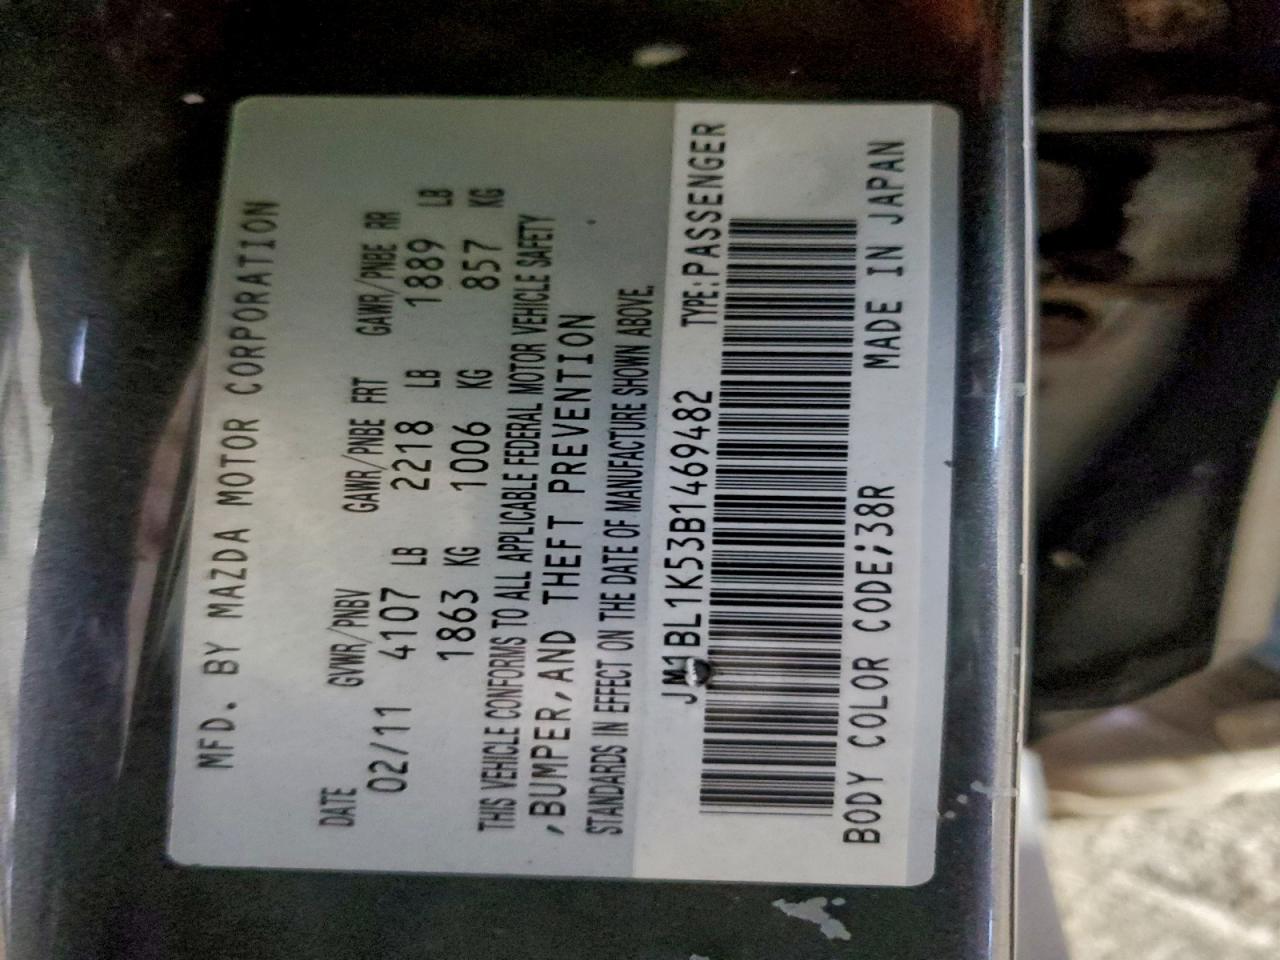 MFD. BY MAZDA MOTOR CORPORATION
DATE GVWR/PNBV GAWR/PNBE FRT GAWR/PNBE RR
02/11 4107 LB 2218 LB 1889 LB
1863 KG 1006 KG 857 KG
THIS VEHICLE CONFORMS TO ALL APPLICABLE FEDERAL MOTOR VEHICLE SAFETY
,BUMPER,AND THEFT PREVENTION
STANDARDS IN EFFECT ON THE DATE OF MANUFACTURE SHOWN ABOVE.
JM1BL1K53B1469482 TYPE:PASSENGER
BODY COLOR CODE;38R MADE IN JAPAN